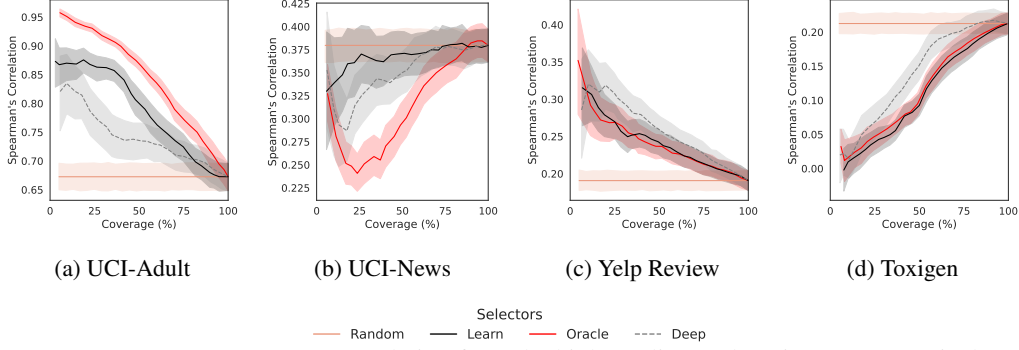 0.95
0.90
0.85
0.80
0.75
0.70
0.65
Spearman's Correlation
0 25 50 75 100
Coverage (%)
0.425
0.400
0.375
0.350
0.325
0.300
0.275
0.250
0.225
Spearman's Correlation
0 25 50 75 100
Coverage (%)
0.40
0.35
0.30
0.25
0.20
Spearman's Correlation
0 25 50 75 100
Coverage (%)
0.20
0.15
0.10
0.05
0.00
Spearman's Correlation
0 25 50 75 100
Coverage (%)
(a) UCI-Adult (b) UCI-News (c) Yelp Review (d) Toxigen
Selectors
Random Learn Oracle Deep